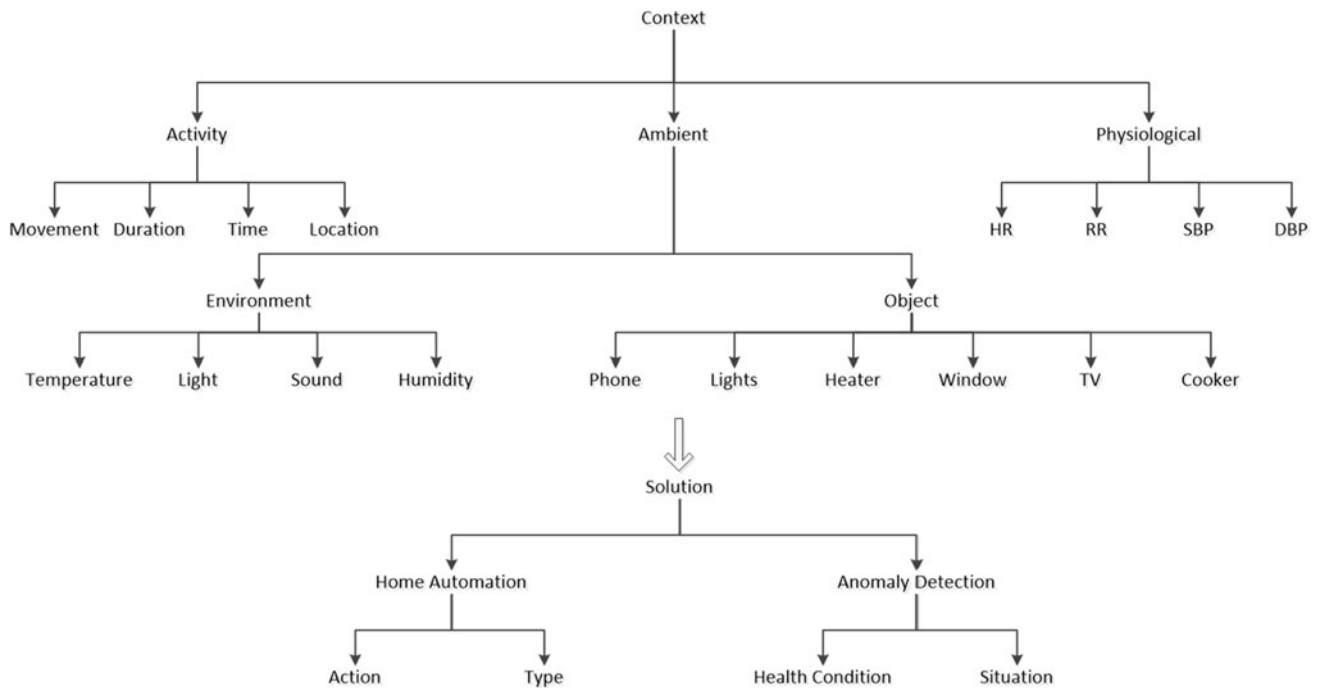 Context
Activity Ambient Physiological
Movement Duration Time Location HR RR SBP DBP
Environment Object
Temperature Light Sound Humidity Phone Lights Heater Window TV Cooker
Solution
Home Automation Anomaly Detection
Action Type Health Condition Situation